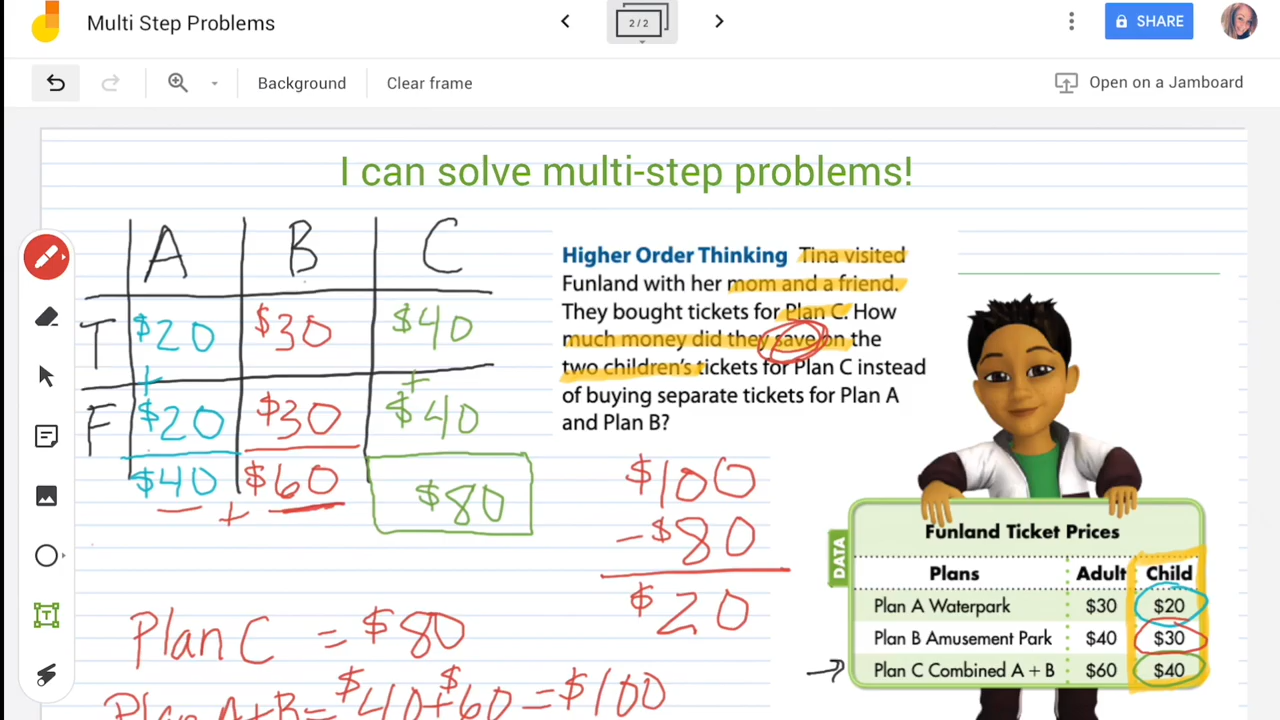 Multi Step Problems
2/2
SHARE
Background
Clear frame
Open on a Jamboard
I can solve multi-step problems!
A B C
T $20 $30 $40
+ +
F $20 $30 $40
$40 + $60 $80
Higher Order Thinking Tina visited
Funland with her mom and a friend.
They bought tickets for Plan C. How
much money did they save on the
two children's tickets for Plan C instead
of buying separate tickets for Plan A
and Plan B?
$100
-$80
$20
Plan C = $80
Plan A+B= $40+$60=$100
DATA
Funland Ticket Prices
Plans Adult Child
Plan A Waterpark $30 $20
Plan B Amusement Park $40 $30
Plan C Combined A + B $60 $40